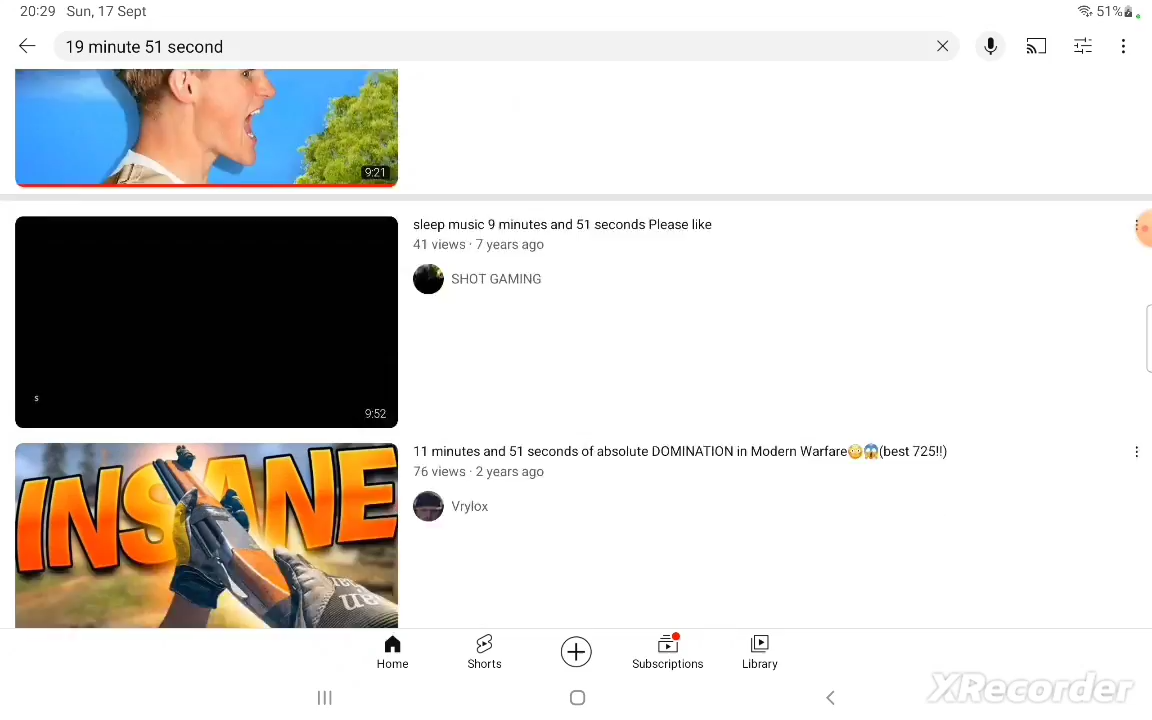 20:29 Sun, 17 Sept 51%
19 minute 51 second
9:21
sleep music 9 minutes and 51 seconds Please like
41 views · 7 years ago
SHOT GAMING
s
9:52
INSANE
11 minutes and 51 seconds of absolute DOMINATION in Modern Warfare😳😱(best 725!!)
76 views · 2 years ago
Vrylox
Home
Shorts
Subscriptions
Library
XRecorder